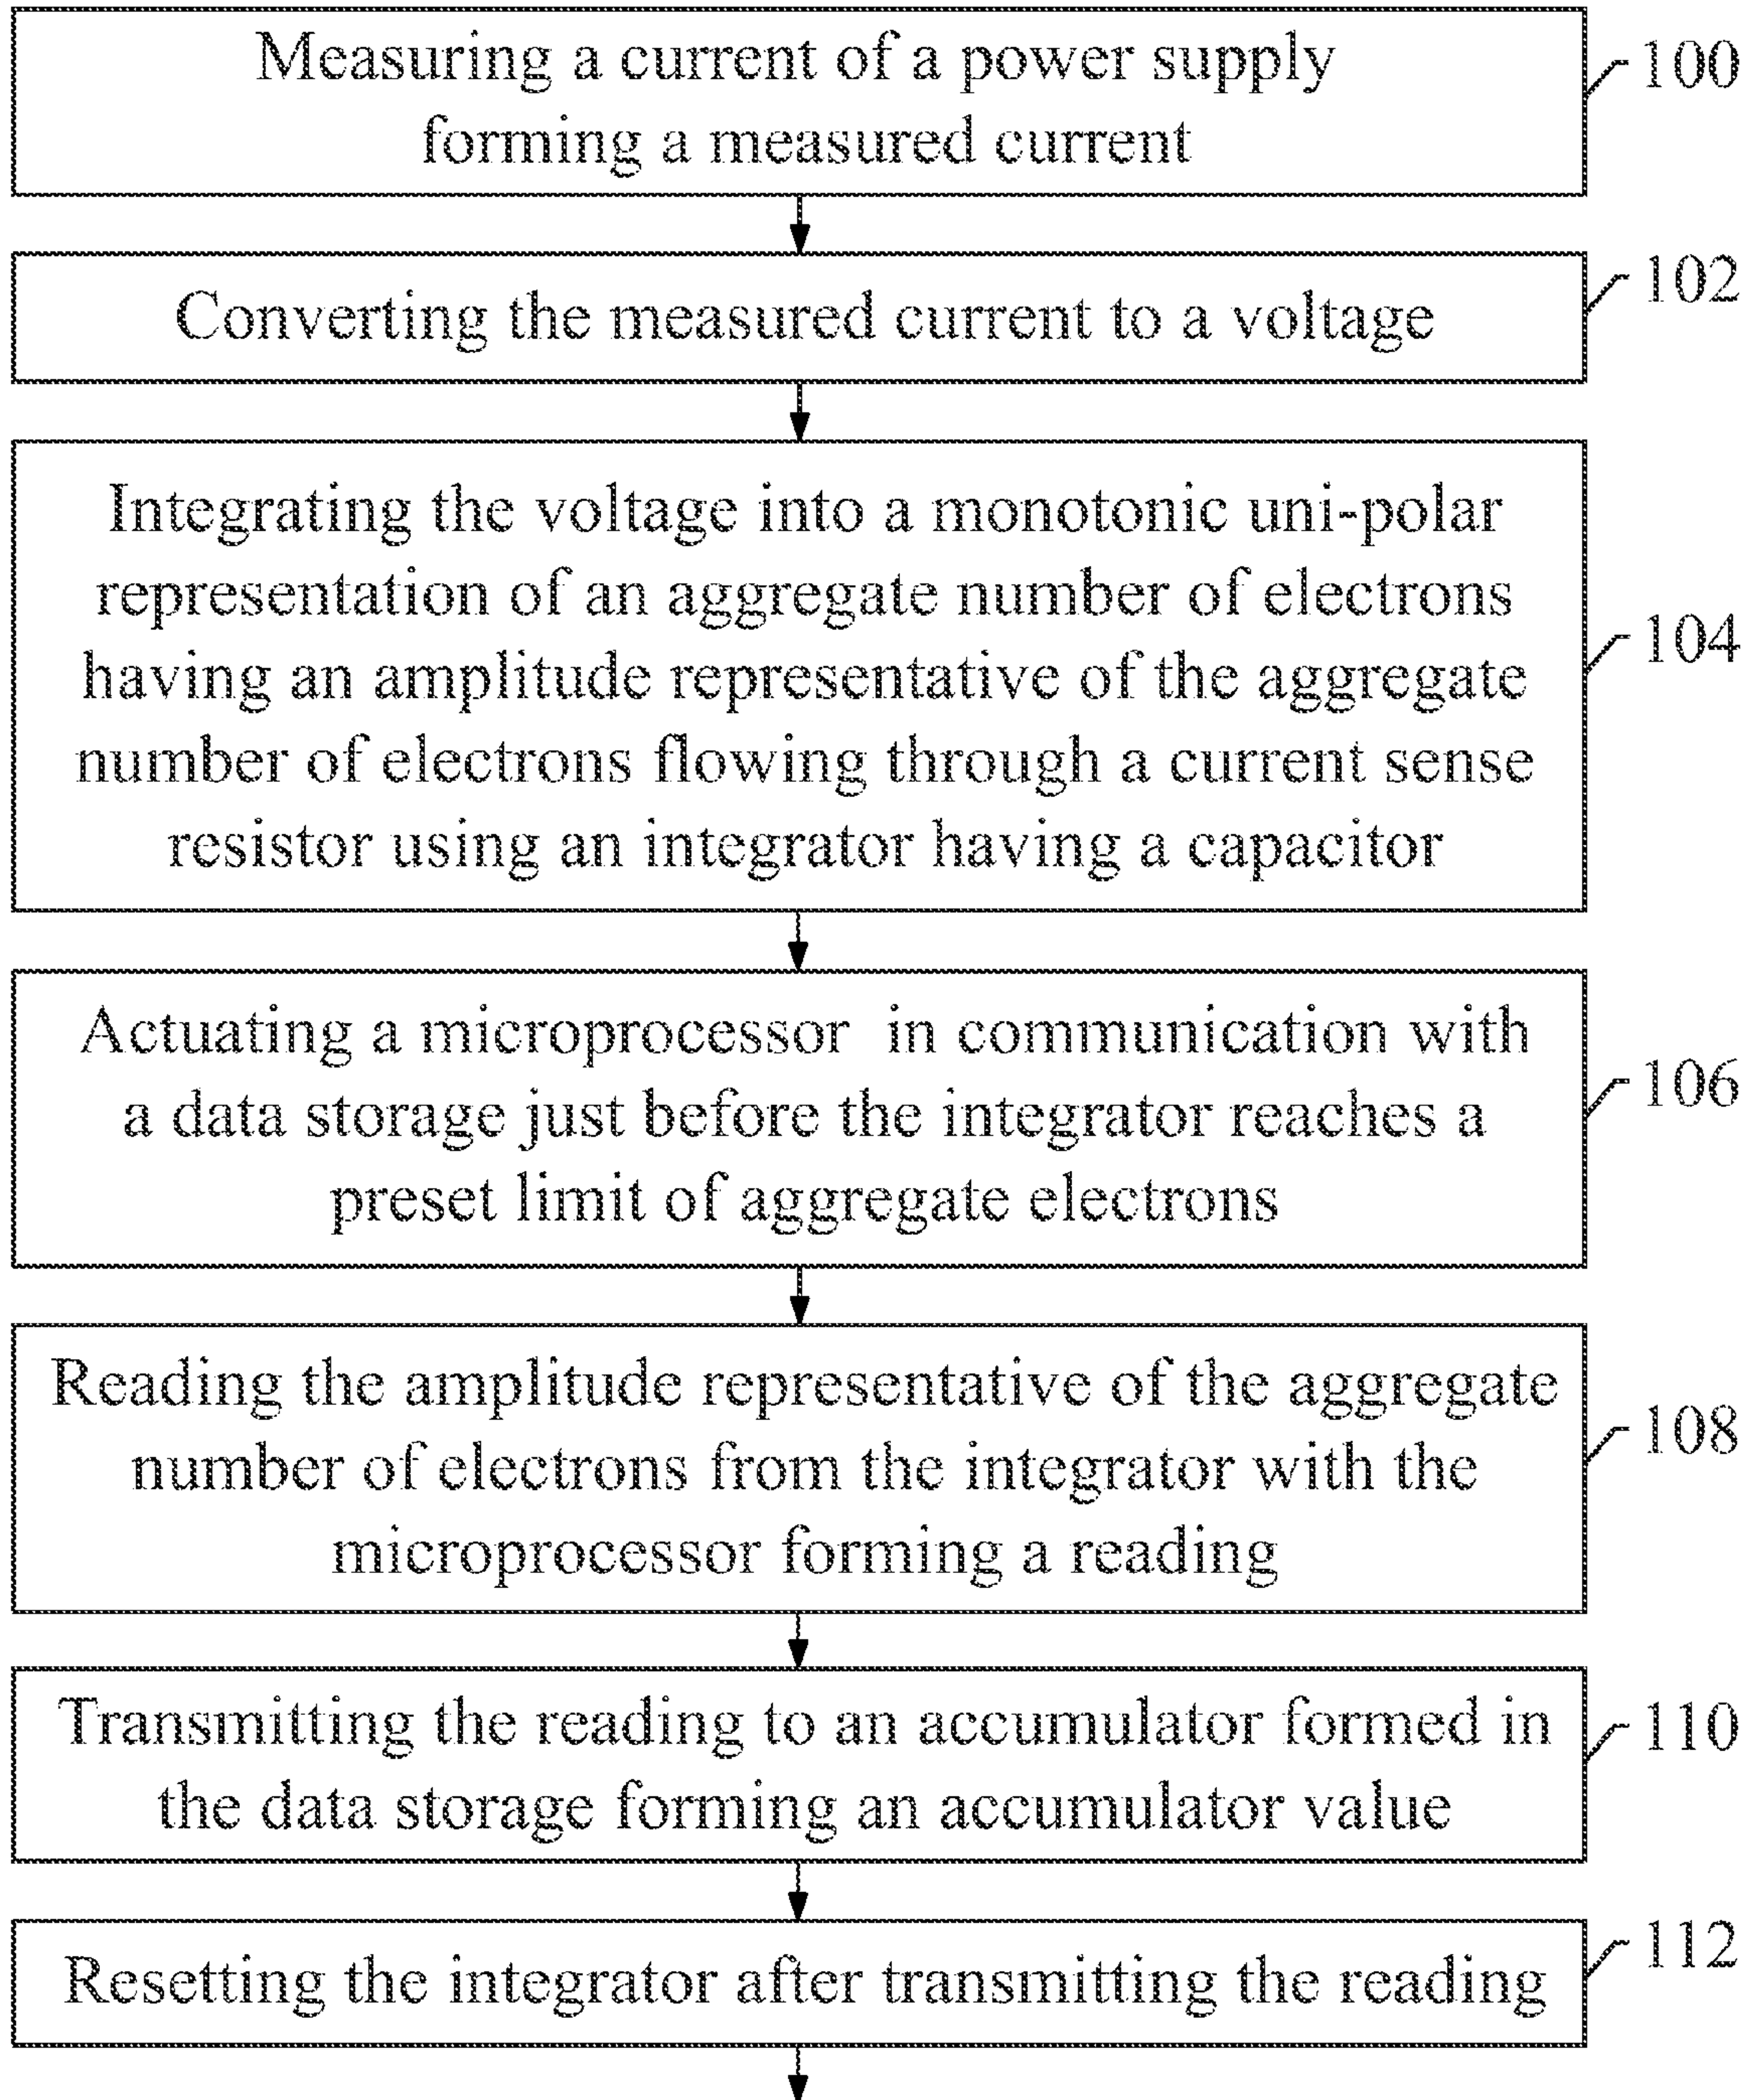 Measuring a current of a power supply
forming a measured current
100
Converting the measured current to a voltage
102
Integrating the voltage into a monotonic uni-polar
representation of an aggregate number of electrons
having an amplitude representative of the aggregate
number of electrons flowing through a current sense
resistor using an integrator having a capacitor
104
Actuating a microprocessor in communication with
a data storage just before the integrator reaches a
preset limit of aggregate electrons
106
Reading the amplitude representative of the aggregate
number of electrons from the integrator with the
microprocessor forming a reading
108
Transmitting the reading to an accumulator formed in
the data storage forming an accumulator value
110
Resetting the integrator after transmitting the reading
112